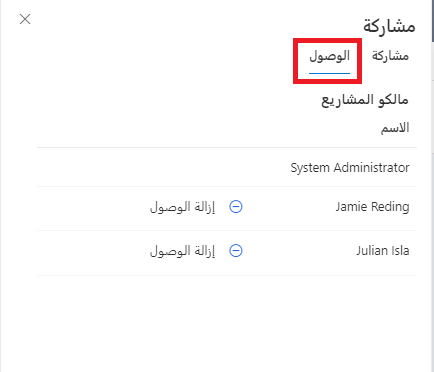 مشاركة
مشاركة الوصول
مالكو المشاريع
الاسم
System Administrator
Jamie Reding إزالة الوصول
Julian Isla إزالة الوصول